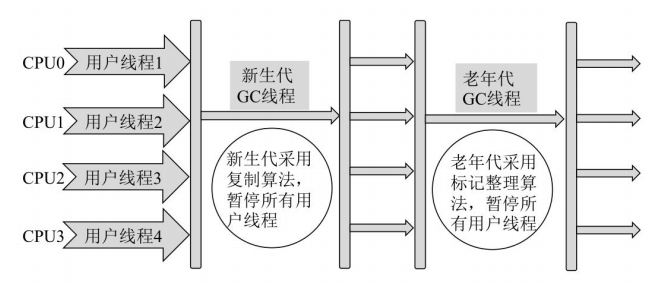 CPU0
用户线程1
CPU1
用户线程2
CPU2
用户线程3
CPU3
用户线程4
新生代
GC线程
新生代采用
复制算法，
暂停所有用
户线程
老年代
GC线程
老年代采用
标记整理算
法，暂停所
有用户线程